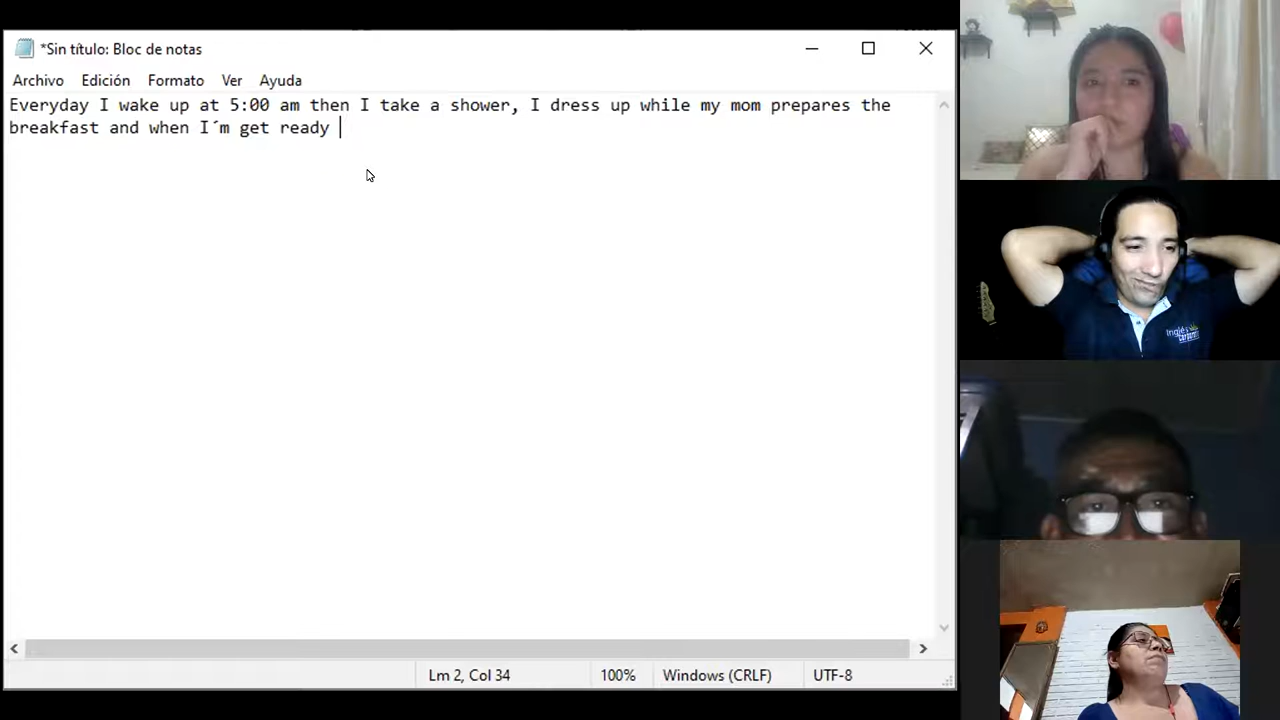 *Sin título: Bloc de notas
Archivo Edición Formato Ver Ayuda
Everyday I wake up at 5:00 am then I take a shower, I dress up while my mom prepares the
breakfast and when I´m get ready
Inglés
Lm 2, Col 34 100% Windows (CRLF) UTF-8